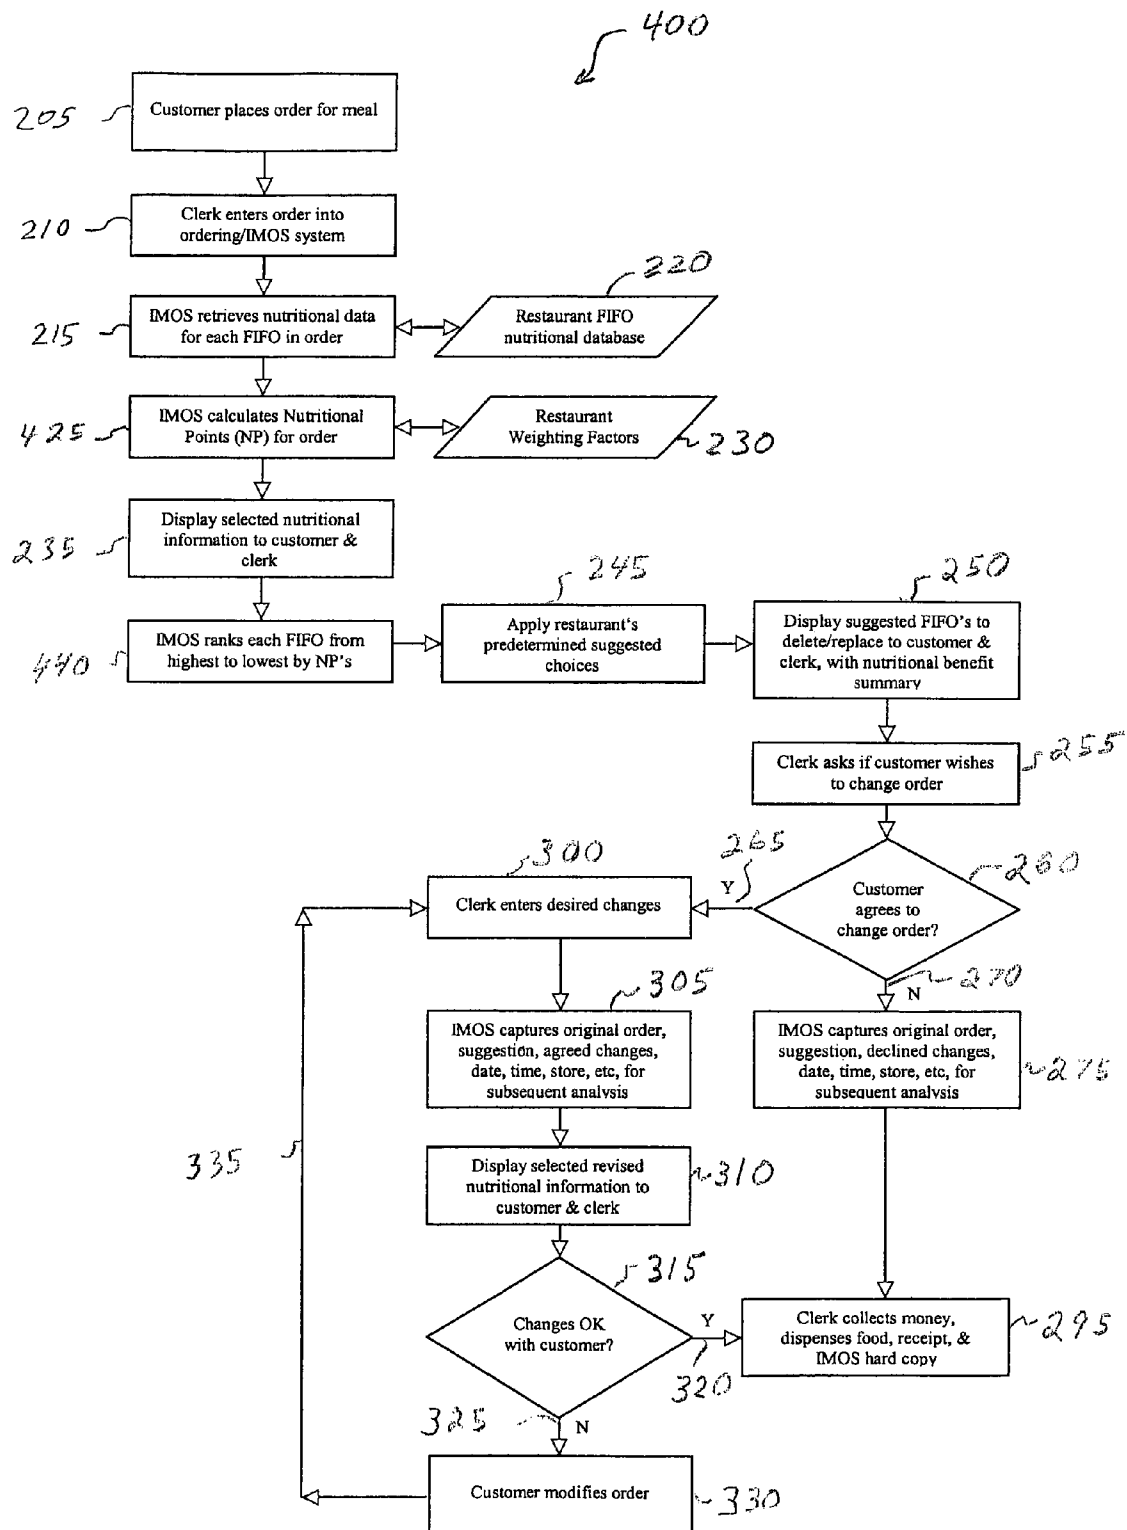 400
205
Customer places order for meal
210
Clerk enters order into
ordering/IMOS system
215
IMOS retrieves nutritional data
for each FIFO in order
220
Restaurant FIFO
nutritional database
425
IMOS calculates Nutritional
Points (NP) for order
Restaurant
Weighting Factors
230
235
Display selected nutritional
information to customer &
clerk
440
IMOS ranks each FIFO from
highest to lowest by NP's
245
Apply restaurant's
predetermined suggested
choices
250
Display suggested FIFO's to
delete/replace to customer &
clerk, with nutritional benefit
summary
255
Clerk asks if customer wishes
to change order
260
Customer
agrees to
change order?
265
Y
270
N
300
Clerk enters desired changes
305
IMOS captures original order,
suggestion, agreed changes,
date, time, store, etc, for
subsequent analysis
IMOS captures original order,
suggestion, declined changes,
date, time, store, etc, for
subsequent analysis
275
335
Display selected revised
nutritional information to
customer & clerk
310
315
Changes OK
with customer?
Y
320
Clerk collects money,
dispenses food, receipt, &
IMOS hard copy
295
325
N
Customer modifies order
330